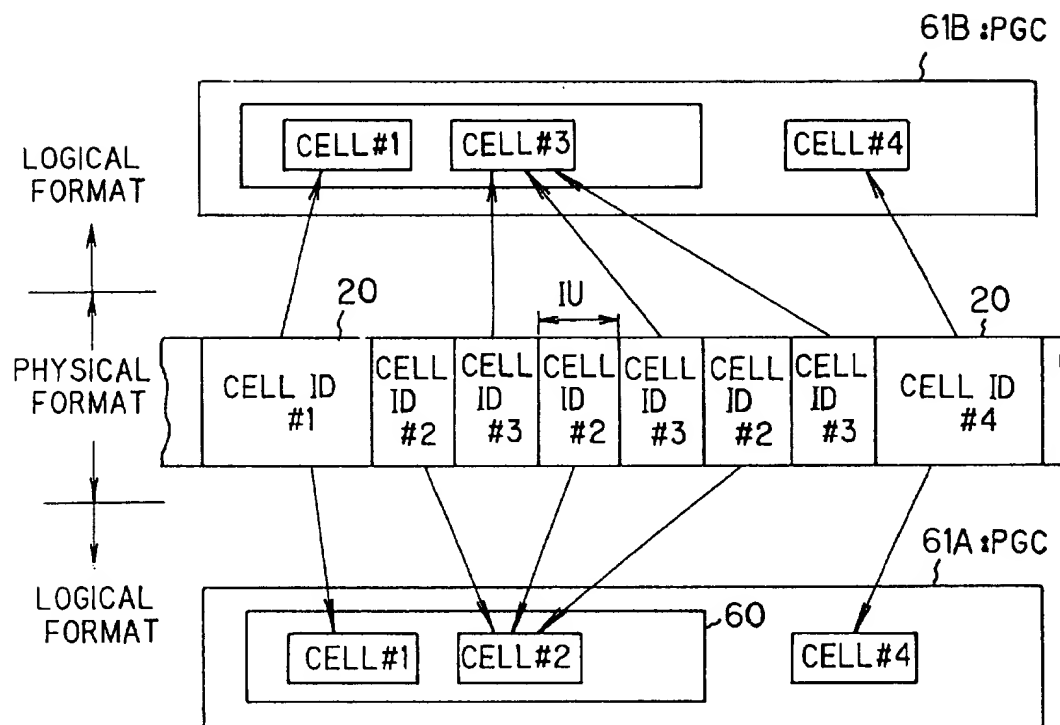 61B :PGC
CELL#1
CELL#3
CELL#4
LOGICAL
FORMAT
20
IU
20
PHYSICAL
FORMAT
CELL ID
#1
CELL
ID
#2
CELL
ID
#3
CELL
ID
#2
CELL
ID
#3
CELL
ID
#2
CELL
ID
#3
CELL ID
#4
61A :PGC
LOGICAL
FORMAT
60
CELL#1
CELL#2
CELL#4